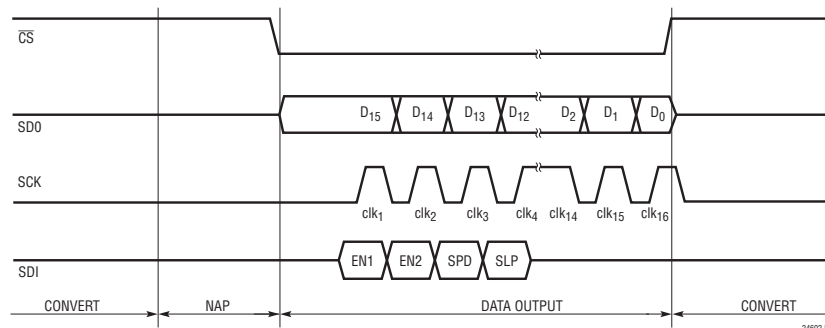 CS
SD0
D15 D14 D13 D12 D2 D1 D0
SCK
clk1 clk2 clk3 clk4 clk14 clk15 clk16
SDI
EN1 EN2 SPD SLP
CONVERT NAP DATA OUTPUT CONVERT